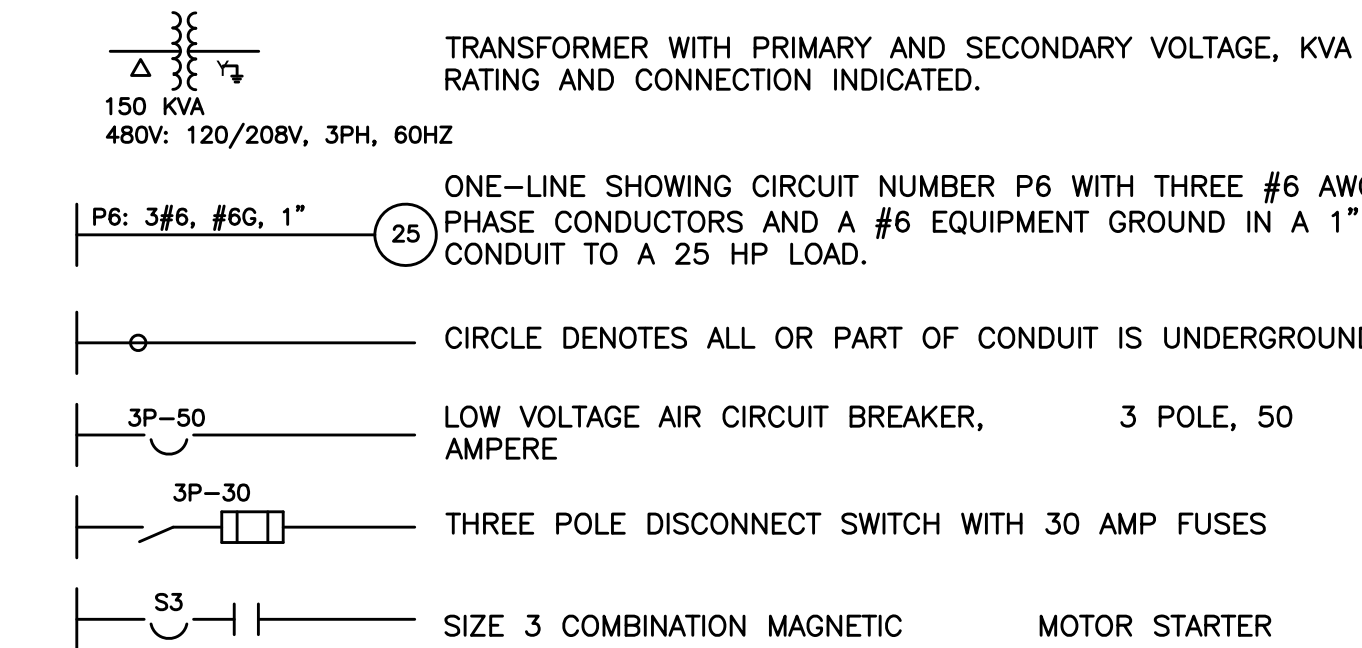 TRANSFORMER WITH PRIMARY AND SECONDARY VOLTAGE, KVA
RATING AND CONNECTION INDICATED.
Δ
Y
150 KVA
480V: 120/208V, 3PH, 60HZ
ONE-LINE SHOWING CIRCUIT NUMBER P6 WITH THREE #6
PHASE CONDUCTORS AND A #6 EQUIPMENT GROUND IN A 1"
CONDUIT TO A 25 HP LOAD.
P6: 3#6, #6G, 1"
25
CIRCLE DENOTES ALL OR PART OF CONDUIT IS
3P-50
LOW VOLTAGE AIR CIRCUIT BREAKER, 3 POLE, 50
AMPERE
3P-30
THREE POLE DISCONNECT SWITCH WITH 30 AMP FUSES
S3
SIZE 3 COMBINATION MAGNETIC MOTOR STARTER